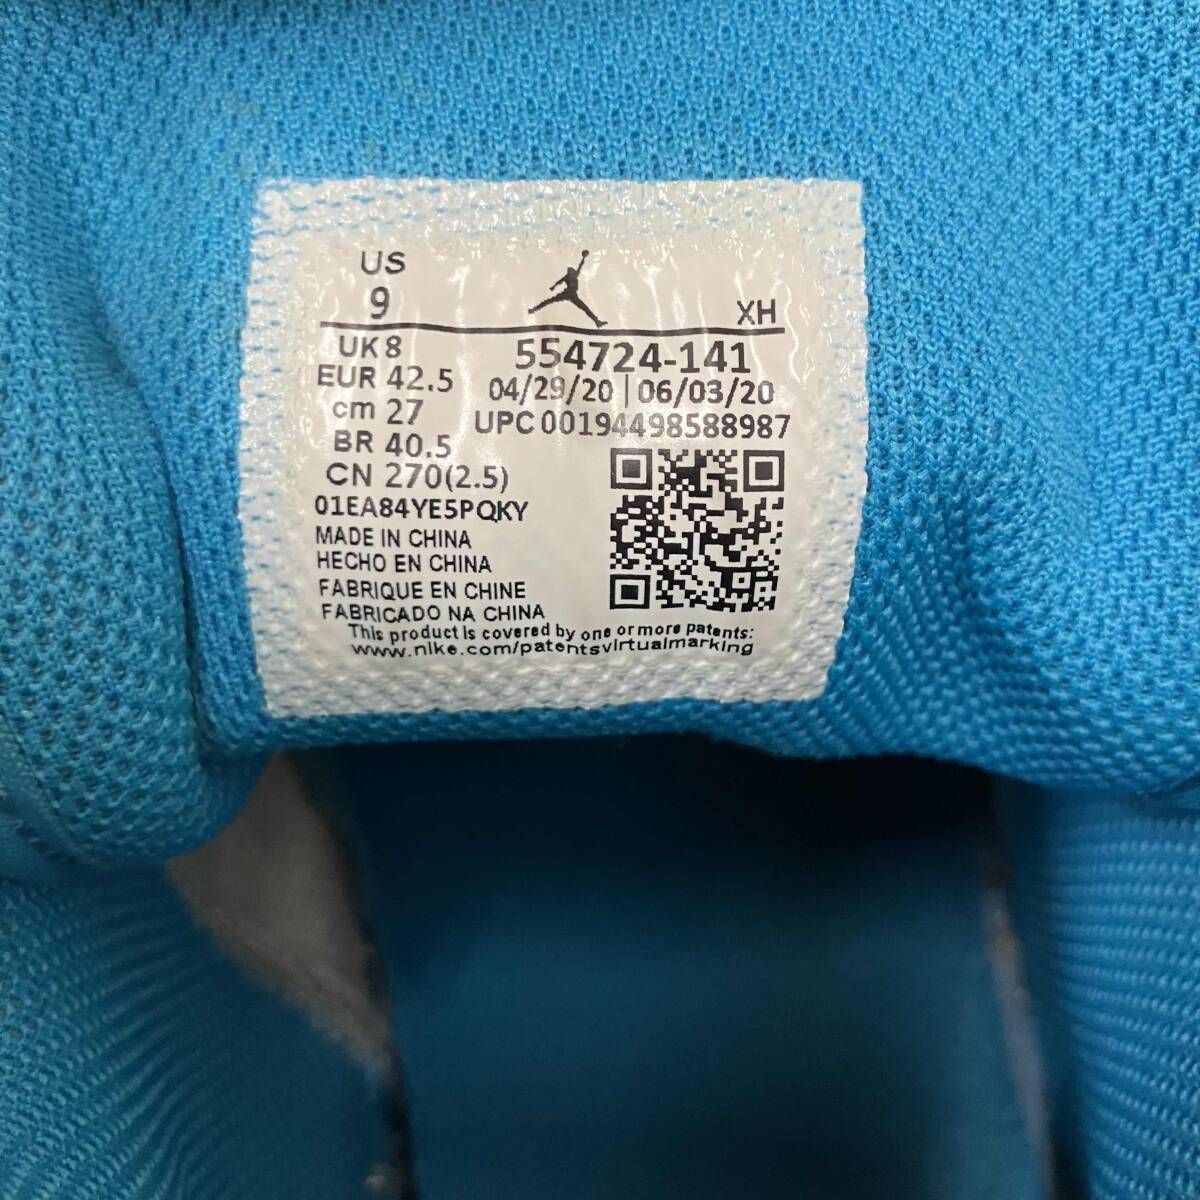 US
9
XH
UK 8
554724-141
EUR 42.5
04/29/20 | 06/03/20
cm 27
UPC 00194498588987
BR 40.5
CN 270(2.5)
01EA84YE5PQKY
MADE IN CHINA
HECHO EN CHINA
FABRIQUE EN CHINE
FABRICADO NA CHINA
This product is covered by one or more patents:
www.nike.com/patentsvirtualmarking